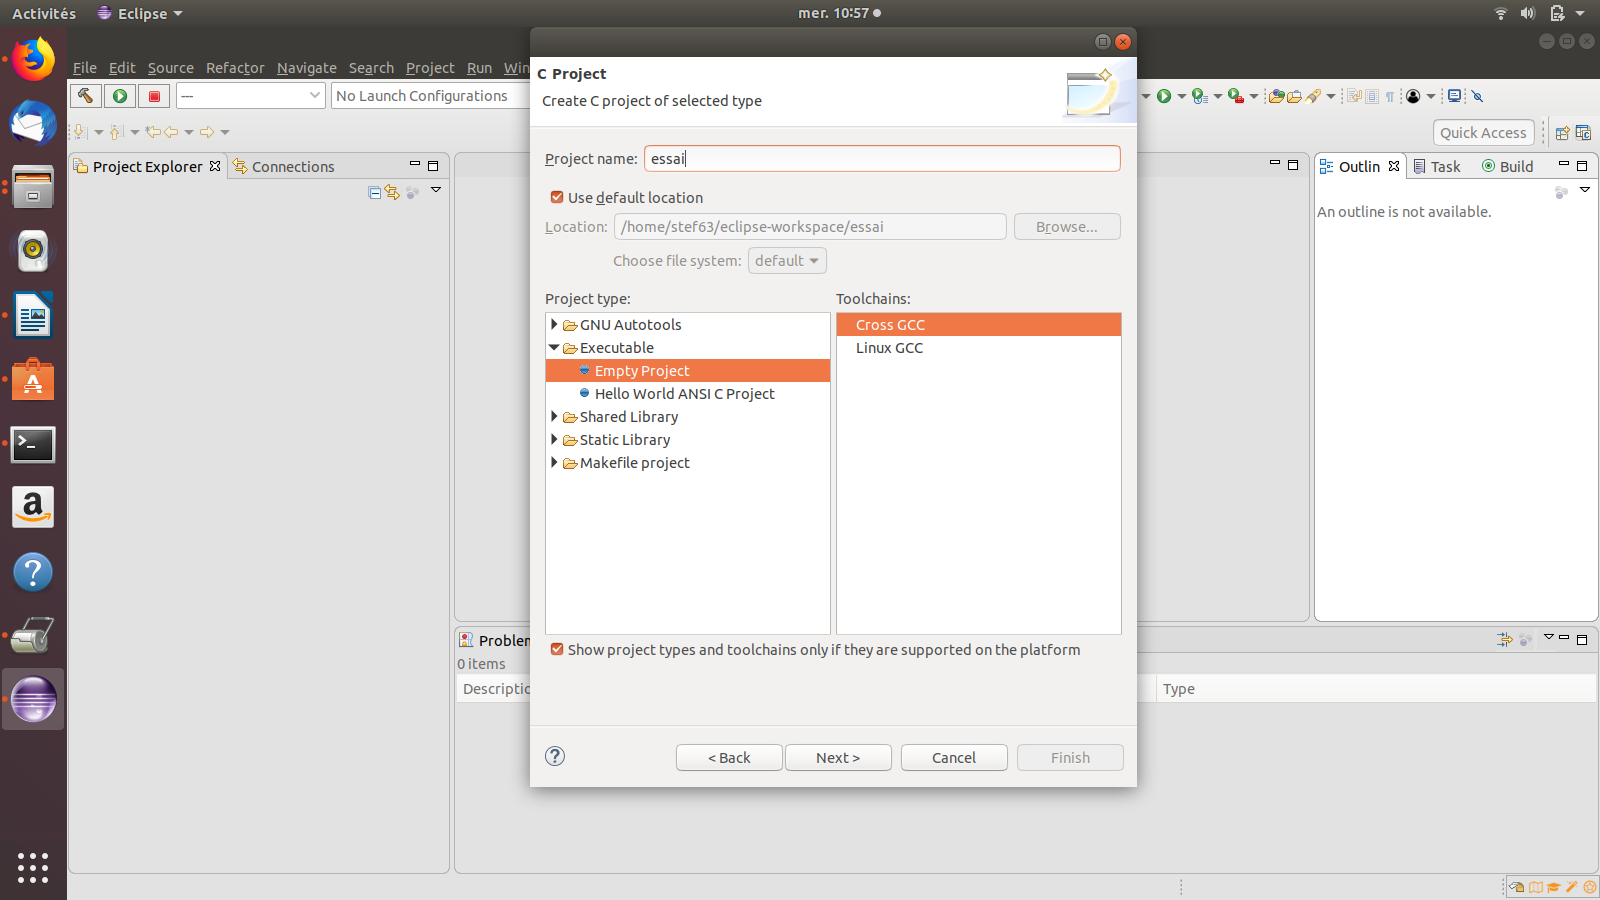 Activités Eclipse mer. 10:57
File Edit Source Refactor Navigate Search Project Run Win
C Project
Create C project of selected type
--- No Launch Configurations
Quick Access
Project Explorer Connections
Project name: essai
Outlin Task Build
Use default location
An outline is not available.
Location: /home/stef63/eclipse-workspace/essai Browse...
Choose file system: default
Project type: Toolchains:
GNU Autotools
Executable
Empty Project
Hello World ANSI C Project
Shared Library
Static Library
Makefile project
Cross GCC
Linux GCC
Show project types and toolchains only if they are supported on the platform
Problen
0 items
Descriptio Type
< Back Next > Cancel Finish